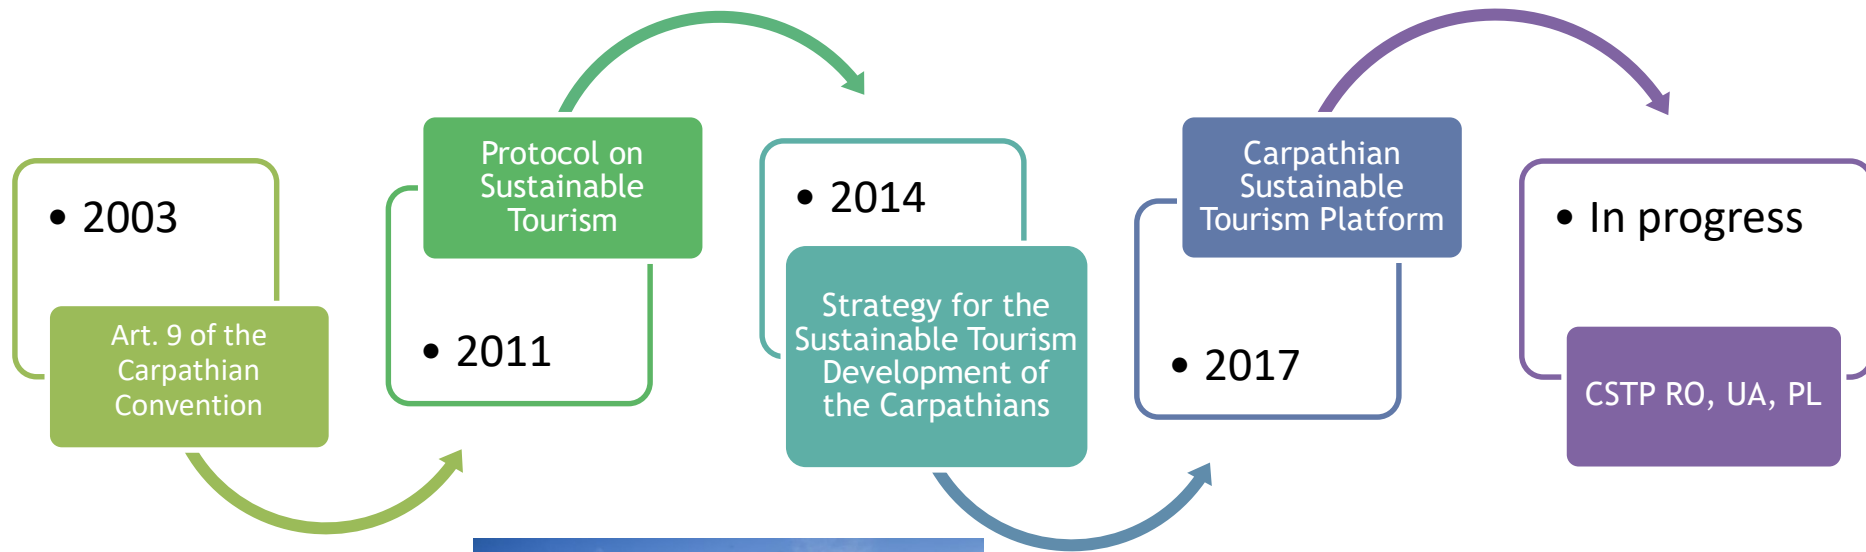 • 2003
Art. 9 of the
Carpathian
Convention
Protocol on
Sustainable
Tourism
• 2011
• 2014
Strategy for the
Sustainable Tourism
Development of
the Carpathians
Carpathian
Sustainable
Tourism Platform
• 2017
• In progress
CSTP RO, UA, PL